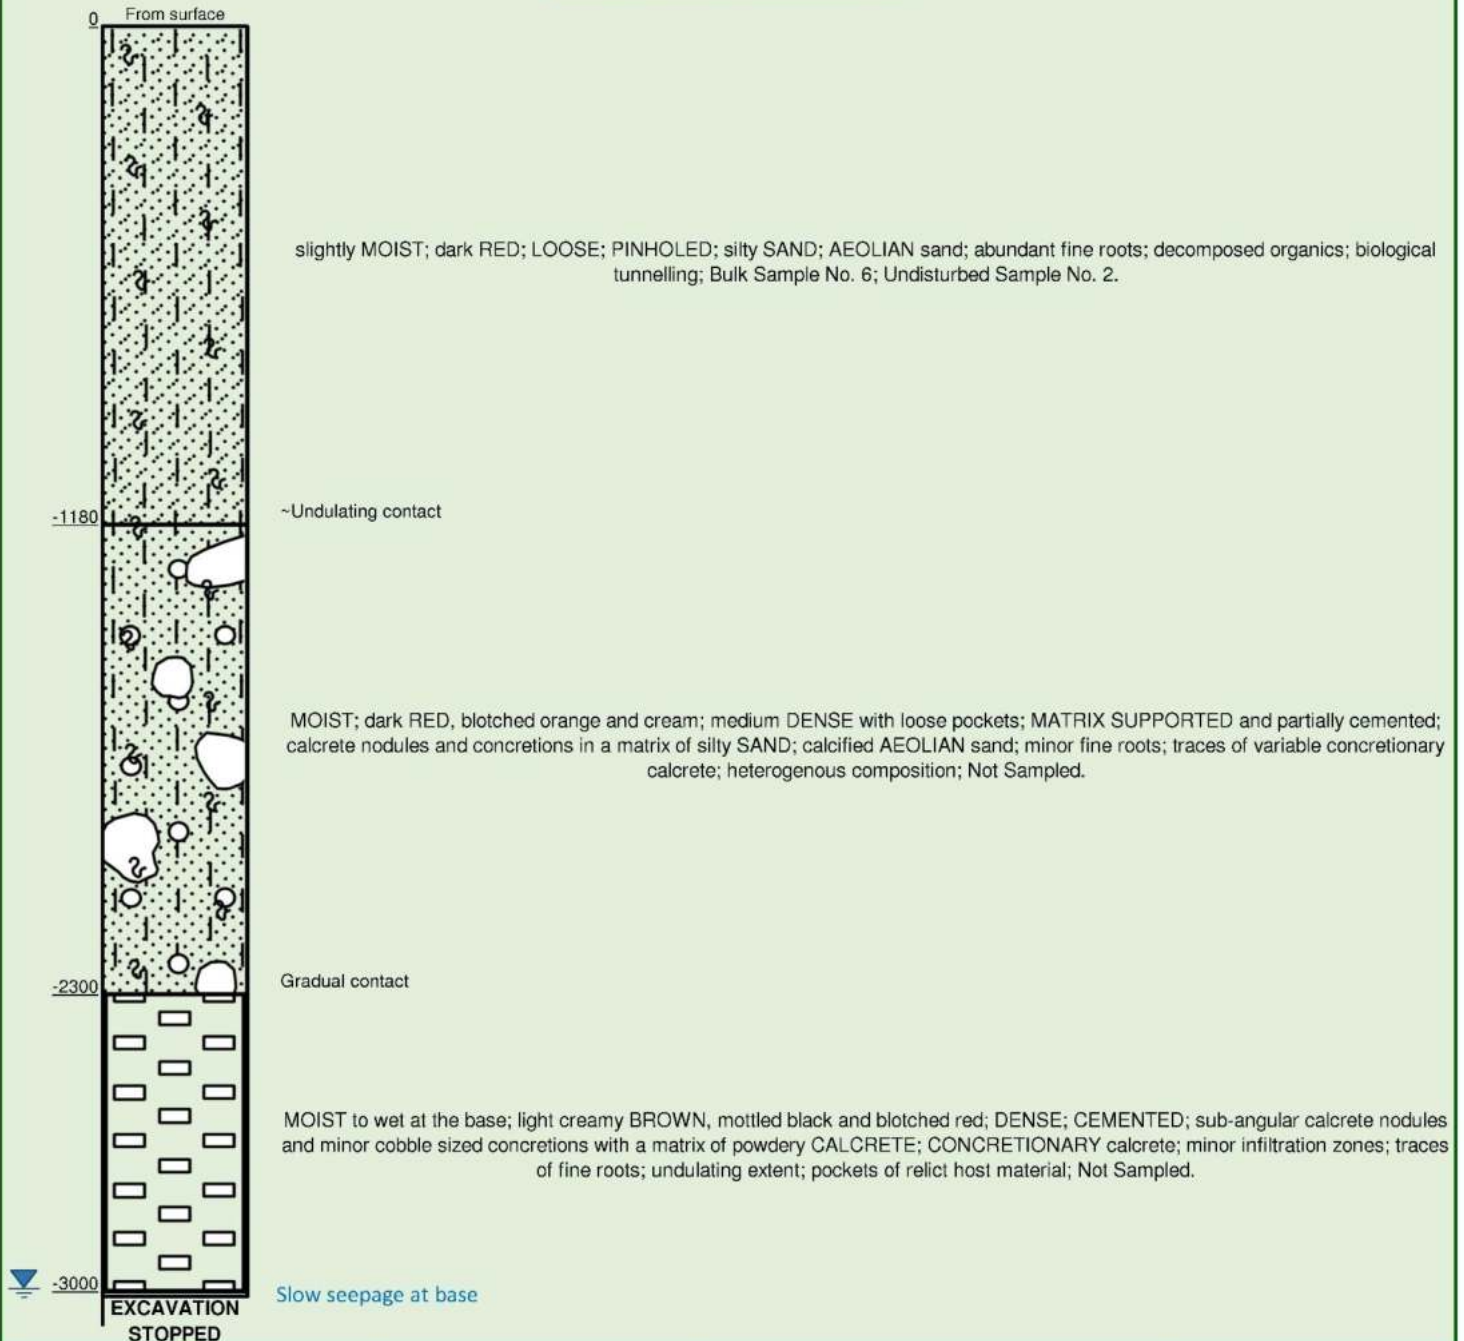 From surface
0
slightly MOIST; dark RED; LOOSE; PINHOLED; silty SAND; AEOLIAN sand; abundant fine roots; decomposed organics; biological
tunnelling; Bulk Sample No. 6; Undisturbed Sample No. 2.
-1180
~Undulating contact
MOIST; dark RED, blotched orange and cream; medium DENSE with loose pockets; MATRIX SUPPORTED and partially cemented;
calcrete nodules and concretions in a matrix of silty SAND; calcified AEOLIAN sand; minor fine roots; traces of variable concretionary
calcrete; heterogenous composition; Not Sampled.
-2300
Gradual contact
MOIST to wet at the base; light creamy BROWN, mottled black and blotched red; DENSE; CEMENTED; sub-angular calcrete nodules
and minor cobble sized concretions with a matrix of powdery CALCRETE; CONCRETIONARY calcrete; minor infiltration zones; traces
of fine roots; undulating extent; pockets of relict host material; Not Sampled.
-3000
Slow seepage at base
EXCAVATION
STOPPED